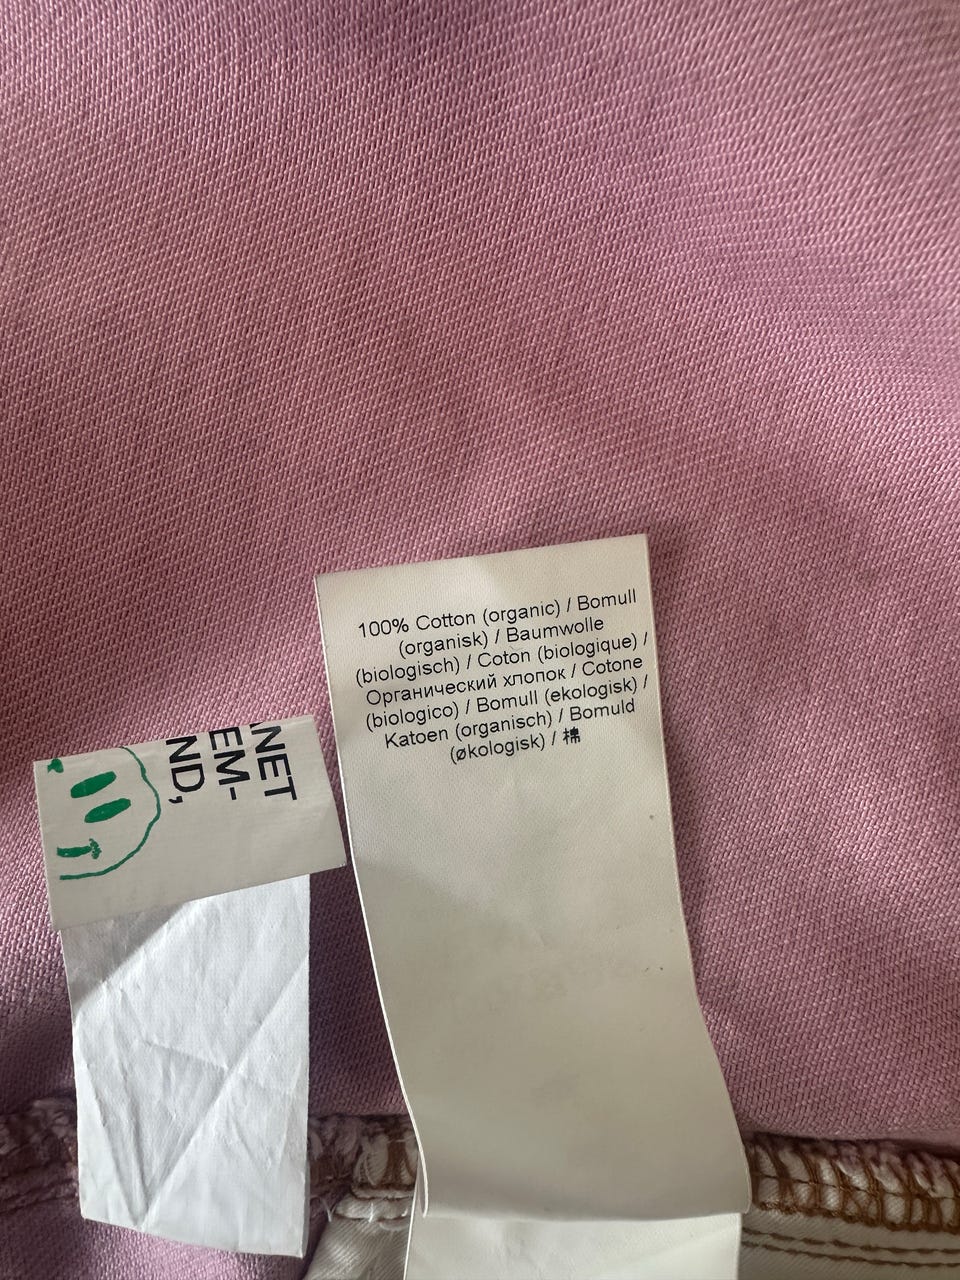 100% Cotton (organic) / Bomull
(organisk) / Baumwolle
(biologisch) / Coton (biologique) /
Органический хлопок / Cotone
(biologico) / Bomull (ekologisk) /
Katoen (organisch) / Bomuld
(økologisk) / 棉
NET
EM-
ND,